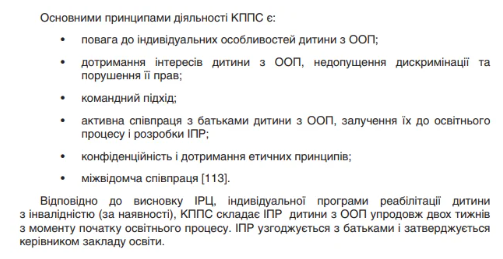 Основними принципами діяльності КППС є:
• повага до індивідуальних особливостей дитини з ООП;
• дотримання інтересів дитини з ООП, недопущення дискримінації та
порушення її прав;
• командний підхід;
• активна співпраця з батьками дитини з ООП, залучення їх до освітнього
процесу і розробки ІПР;
• конфіденційність і дотримання етичних принципів;
• міжвідомча співпраця [113].
Відповідно до висновку ІРЦ, індивідуальної програми реабілітації дитини
з інвалідністю (за наявності), КППС складає ІПР дитини з ООП упродовж двох тижнів
з моменту початку освітнього процесу. ІПР узгоджується з батьками і затверджується
керівником закладу освіти.